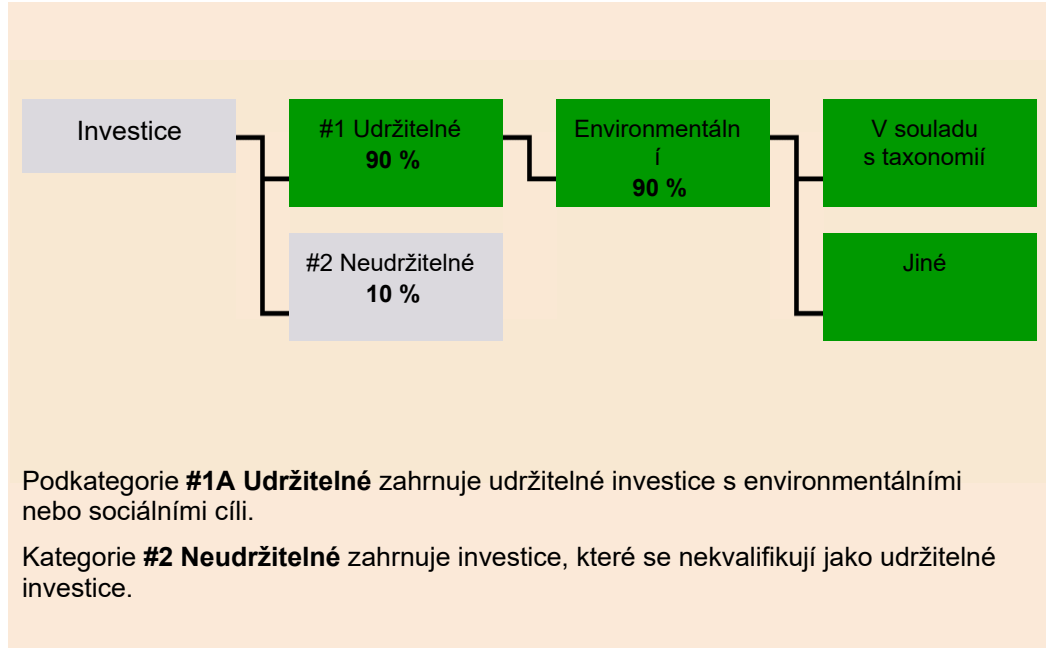 Investice
#1 Udržitelné
90 %
Environmentáln
í
90 %
V souladu
s taxonomií
#2 Neudržitelné
10 %
Jiné
Podkategorie #1A Udržitelné zahrnuje udržitelné investice s environmentálními
nebo sociálními cíli.
Kategorie #2 Neudržitelné zahrnuje investice, které se nekvalifikují jako udržitelné
investice.